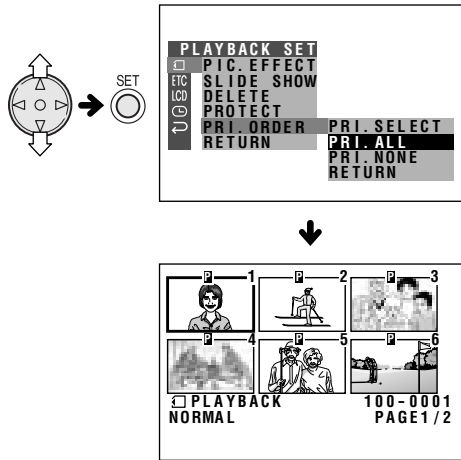 SET
PLAYBACK SET
PIC.EFFECT
ETC SLIDE SHOW
LCD DELETE
PROTECT
PRI.ORDER PRI.SELECT
RETURN PRI.ALL
PRI.NONE
RETURN
P 1 P 2 P 3
P 4 P 5 P 6
PLAYBACK 100-0001
NORMAL PAGE1/2